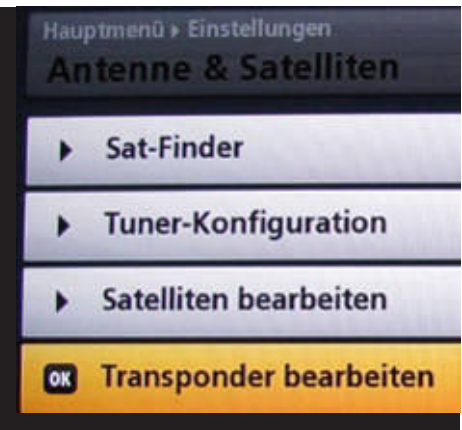 Hauptmenü ▸ Einstellungen
Antenne & Satelliten
▸ Sat-Finder
▸ Tuner-Konfiguration
▸ Satelliten bearbeiten
OK Transponder bearbeiten